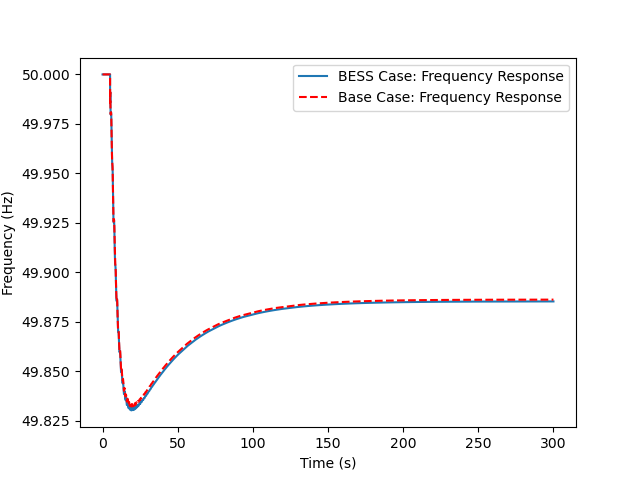 BESS Case: Frequency Response
Base Case: Frequency Response
50.000
49.975
49.950
49.925
49.900
49.875
49.850
49.825
Frequency (Hz)
0 50 100 150 200 250 300
Time (s)